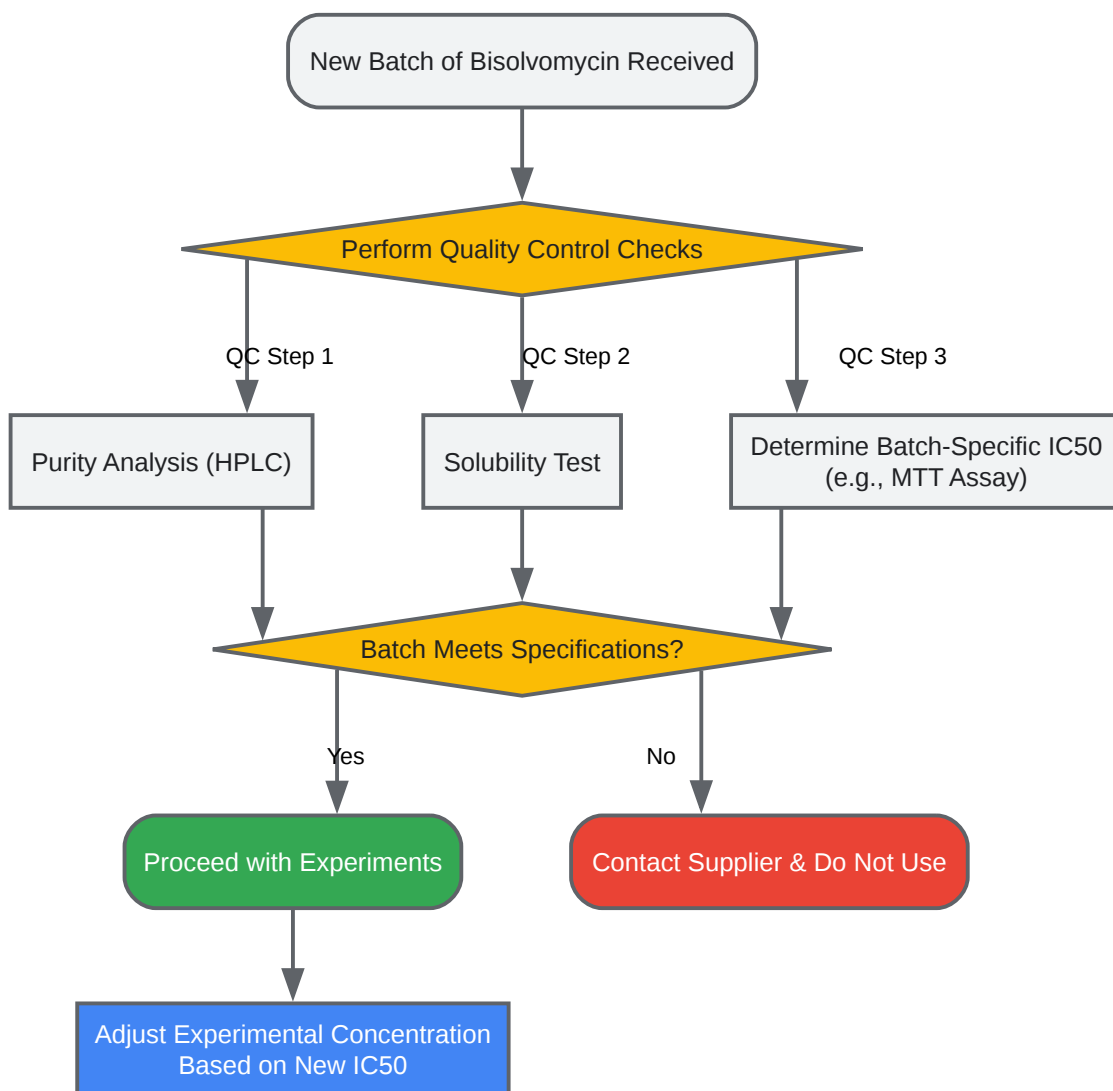 New Batch of Bisolvomycin Received
Perform Quality Control Checks
QC Step 1
QC Step 2
QC Step 3
Purity Analysis (HPLC)
Solubility Test
Determine Batch-Specific IC50
(e.g., MTT Assay)
Batch Meets Specifications?
Yes
No
Proceed with Experiments
Contact Supplier & Do Not Use
Adjust Experimental Concentration
Based on New IC50